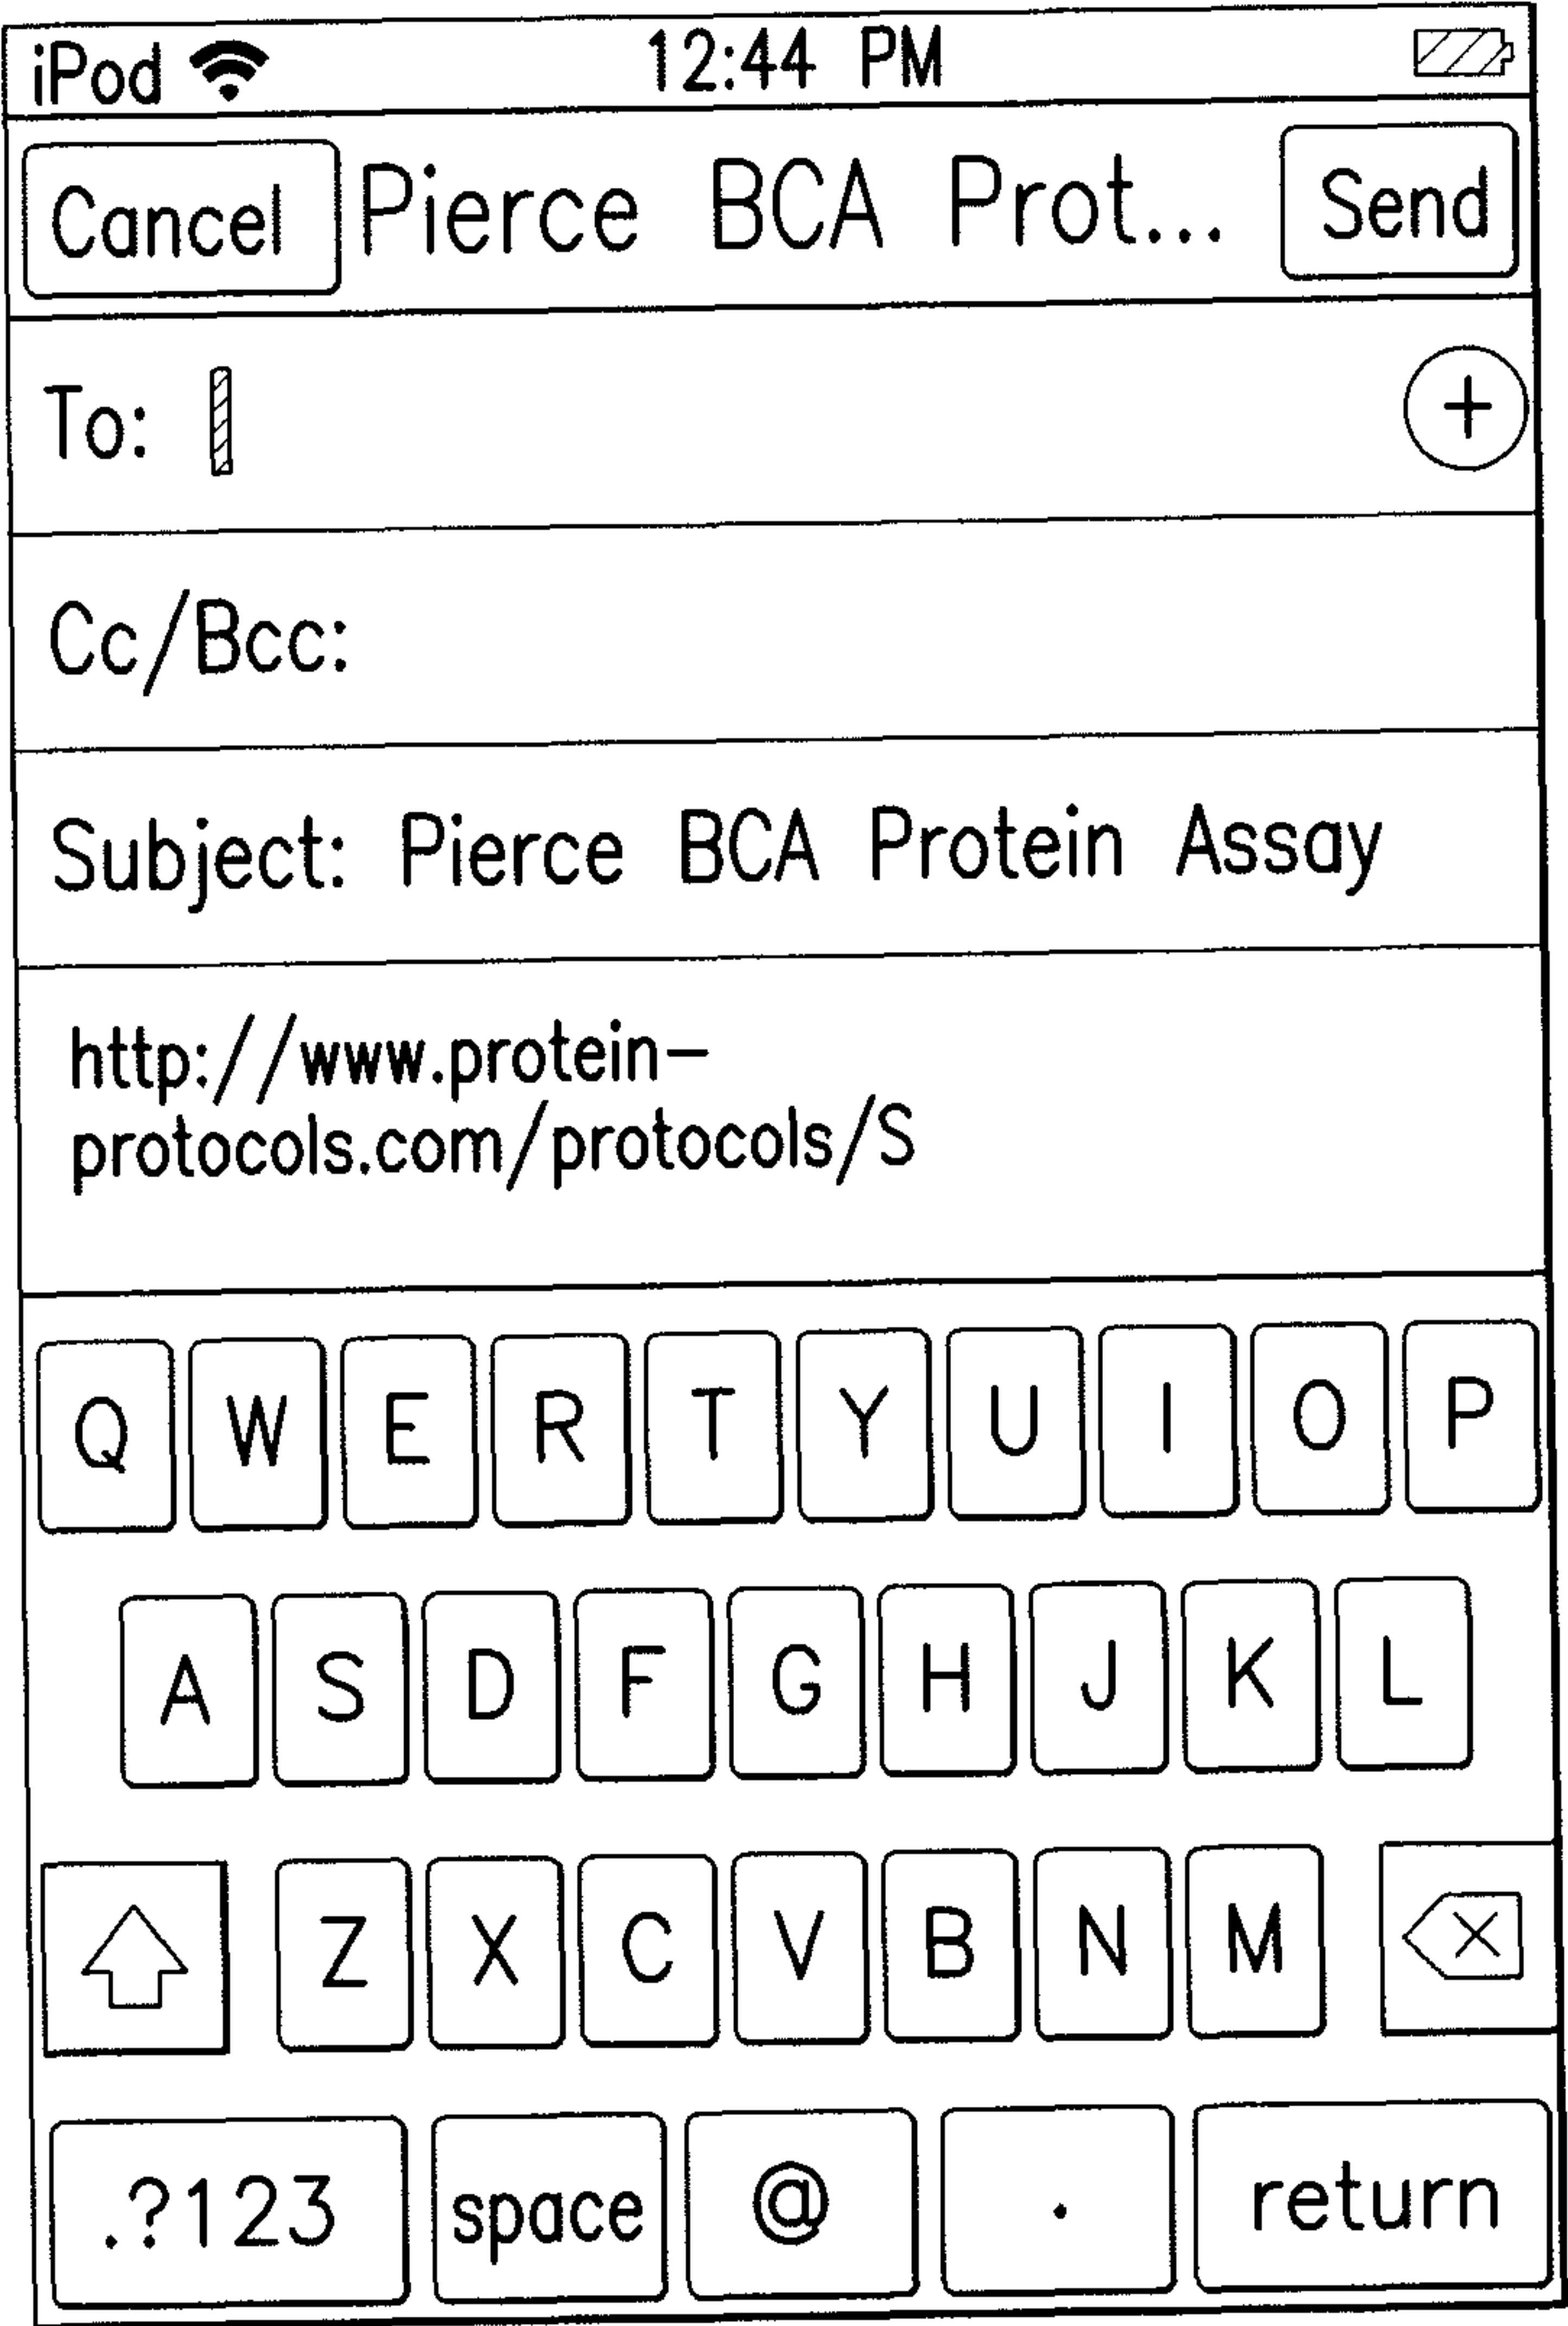 iPod 12:44 PM
Cancel Pierce BCA Prot... Send
To: +
Cc/Bcc:
Subject: Pierce BCA Protein Assay
http://www.protein-
protocols.com/protocols/S
Q W E R T Y U I O P
A S D F G H J K L
Z X C V B N M
.?123 space @ . return